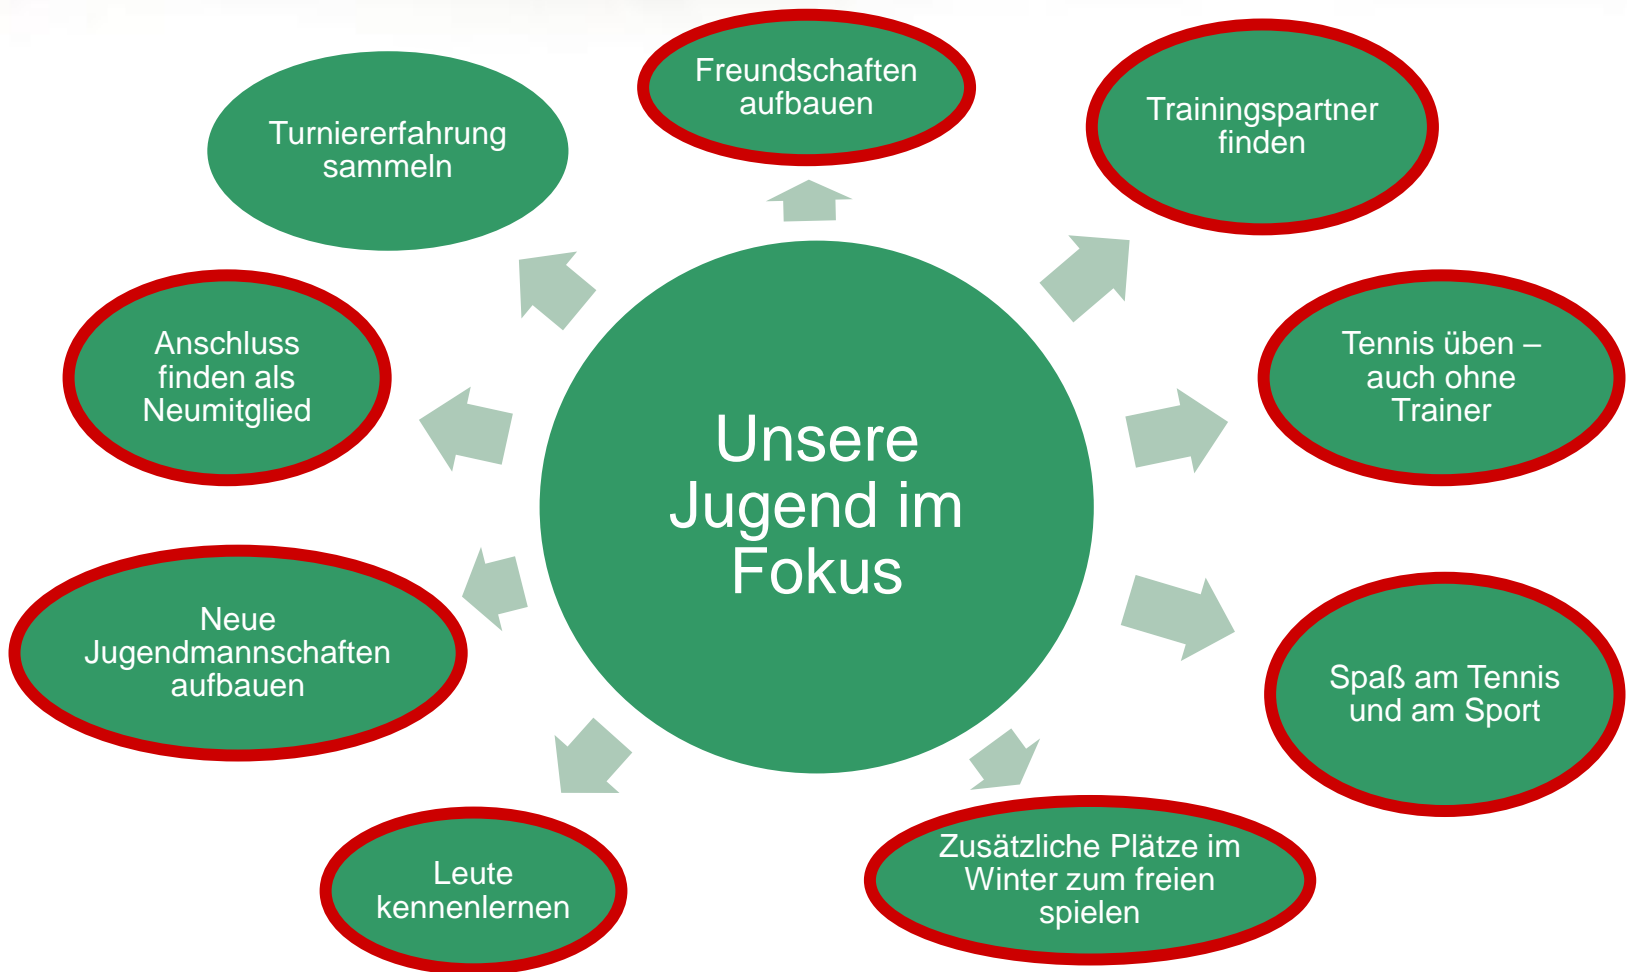 Freundschaften
aufbauen
Trainingspartner
finden
Turniererfahrung
sammeln
Anschluss
finden als
Neumitglied
Tennis üben –
auch ohne
Trainer
Unsere
Jugend im
Fokus
Neue
Jugendmannschaften
aufbauen
Spaß am Tennis
und am Sport
Leute
kennenlernen
Zusätzliche Plätze im
Winter zum freien
spielen